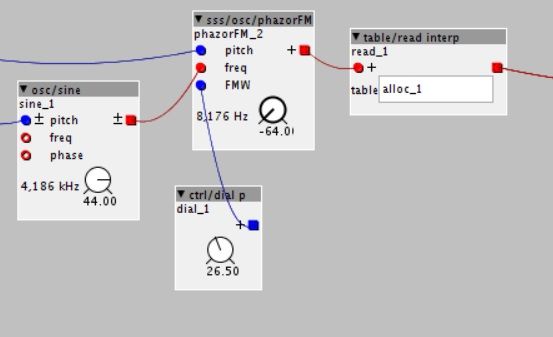 sss/osc/phazorFM
phazorFM_2
pitch
+
freq
FMW
8,176 Hz
-64.0
table/read interp
read_1
+
table alloc_1
osc/sine
sine_1
± pitch ±
freq
phase
4,186 kHz
44.00
ctrl/dial p
dial_1
+
26.50